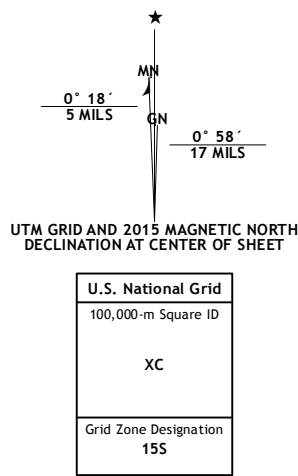 ★
MN
0° 18´
5 MILS
GN
0° 58´
17 MILS
UTM GRID AND 2015 MAGNETIC NORTH
DECLINATION AT CENTER OF SHEET
U.S. National Grid
100,000-m Square ID
XC
Grid Zone Designation
15S